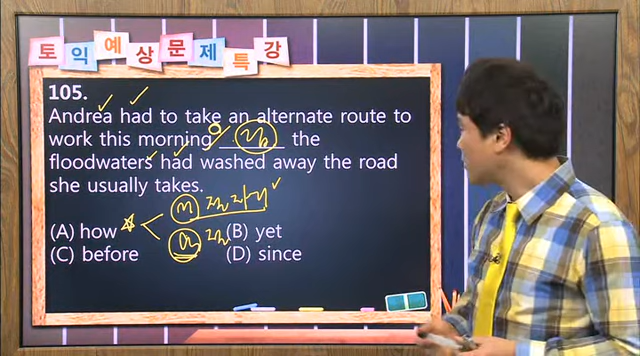 토익예상문제특강
105.
Andrea had to take an alternate route to
work this morning ______ the
floodwaters had washed away the road
she usually takes.
(A) how (B) yet
(C) before (D) since